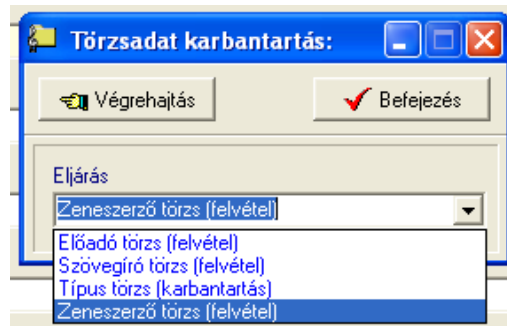 Törzsadat karbantartás:
Végrehajtás
Befejezés
Eljárás
Zeneszerző törzs (felvétel)
Előadó törzs (felvétel)
Szövegíró törzs (felvétel)
Típus törzs (karbantartás)
Zeneszerző törzs (felvétel)